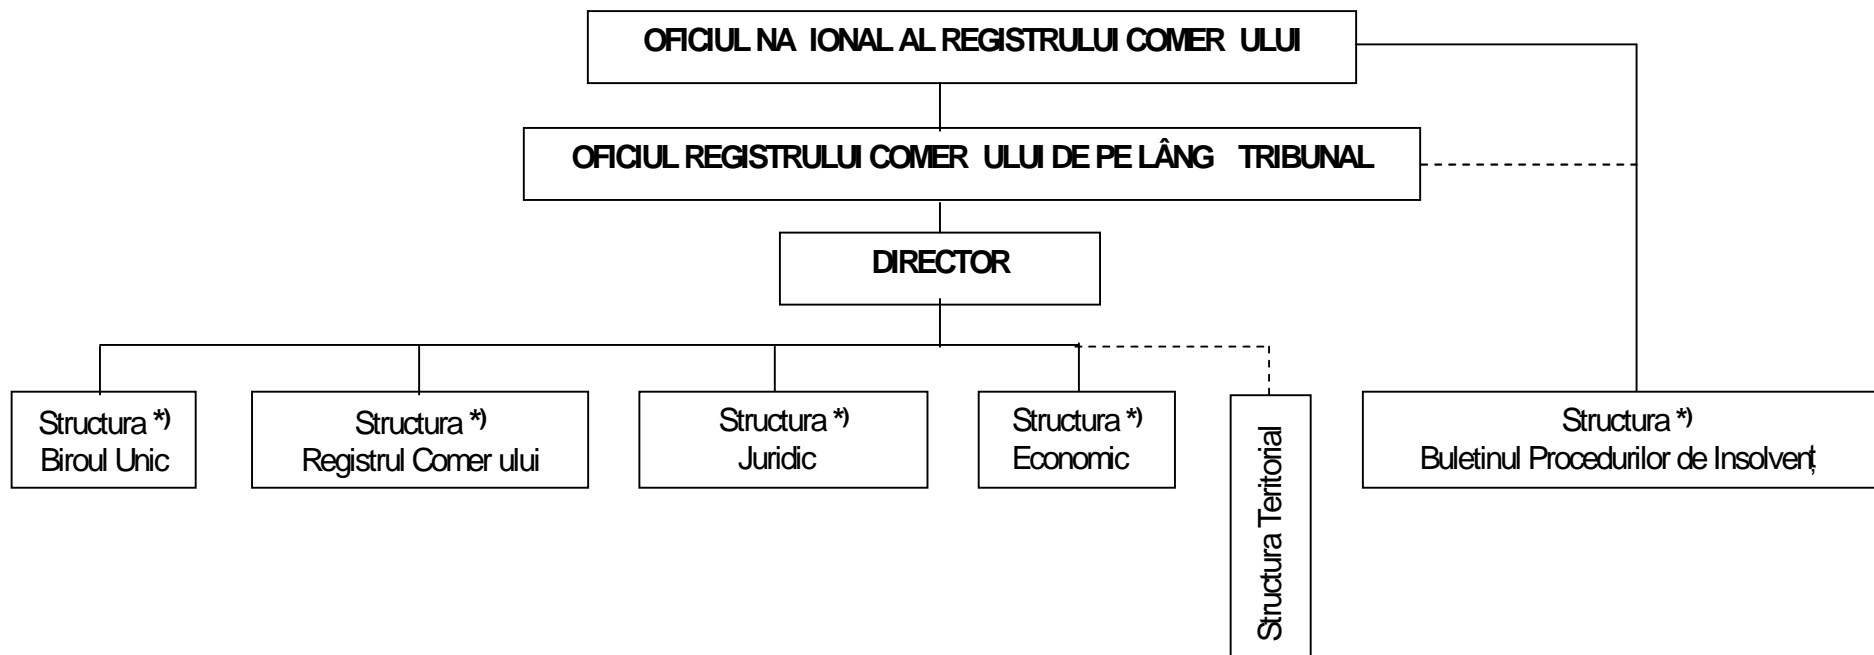 OFICIUL NA IONAL AL REGISTRULUI COMER ULUI
OFICIUL REGISTRULUI COMER ULUI DE PE LÂNG TRIBUNAL
DIRECTOR
Structura *)
Biroul Unic
Structura *)
Registrul Comer ului
Structura *)
Juridic
Structura *)
Economic
Structura Teritorial
Structura *)
Buletinul Procedurilor de Insolvenț